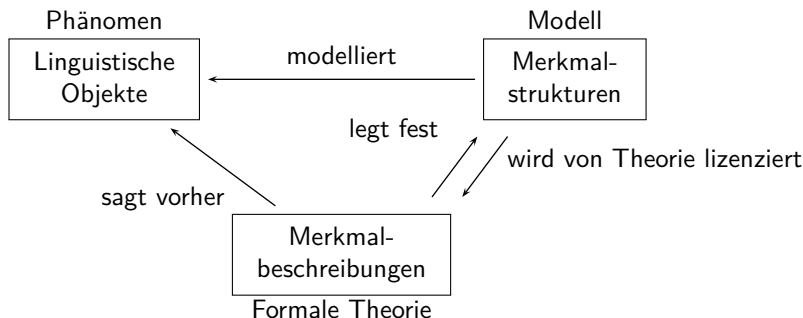 Phänomen
Modell
Linguistische
Objekte
modelliert
Merkmal-
strukturen
legt fest
wird von Theorie lizenziert
sagt vorher
Merkmal-
beschreibungen
Formale Theorie